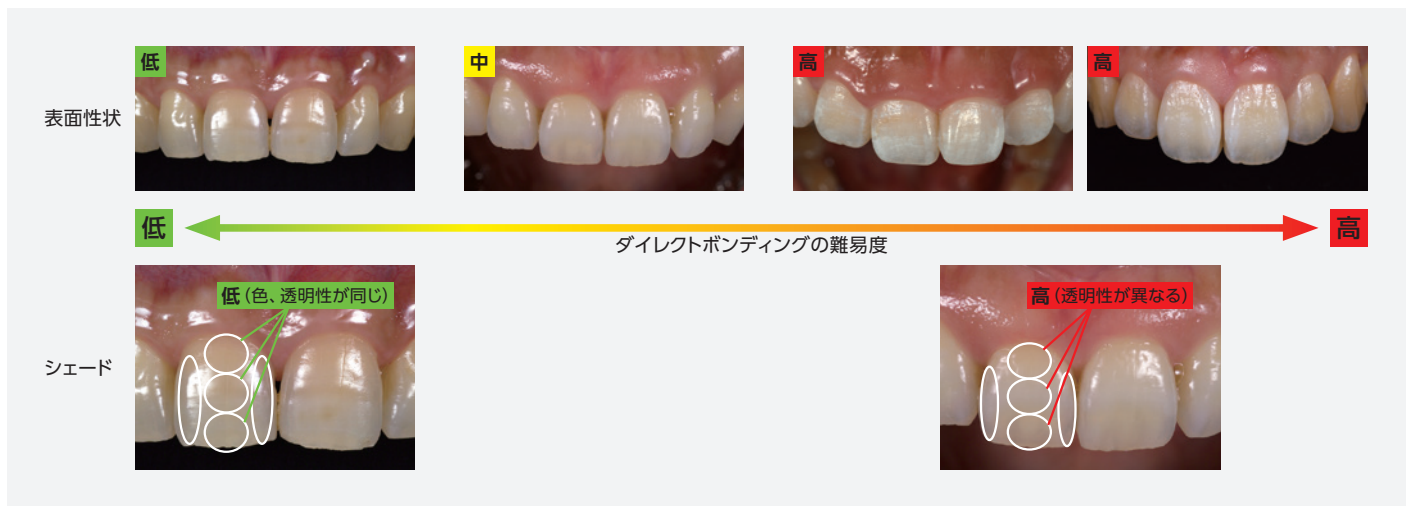 低
中
高
高
表面性状
低
高
ダイレクトボンディングの難易度
低（色、透明性が同じ）
高（透明性が異なる）
シェード